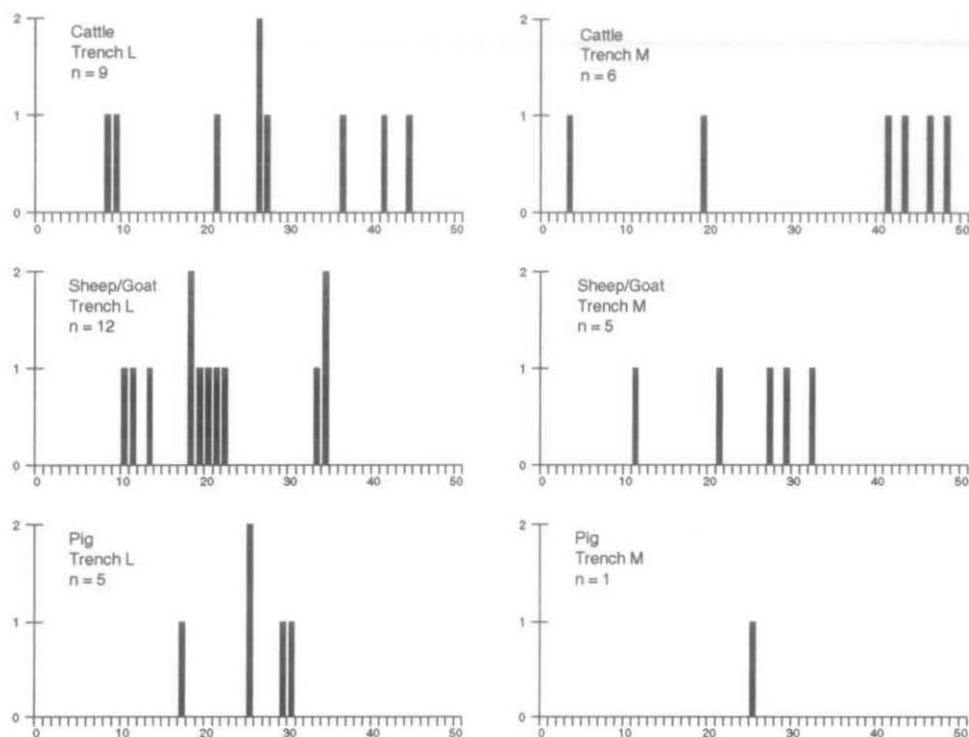 2
Cattle
Trench L
n = 9
1
0
0 10 20 30 40 50
2
Cattle
Trench M
n = 6
1
0
0 10 20 30 40 50
2
Sheep/Goat
Trench L
n = 12
1
0
0 10 20 30 40 50
2
Sheep/Goat
Trench M
n = 5
1
0
0 10 20 30 40 50
2
Pig
Trench L
n = 5
1
0
0 10 20 30 40 50
2
Pig
Trench M
n = 1
1
0
0 10 20 30 40 50